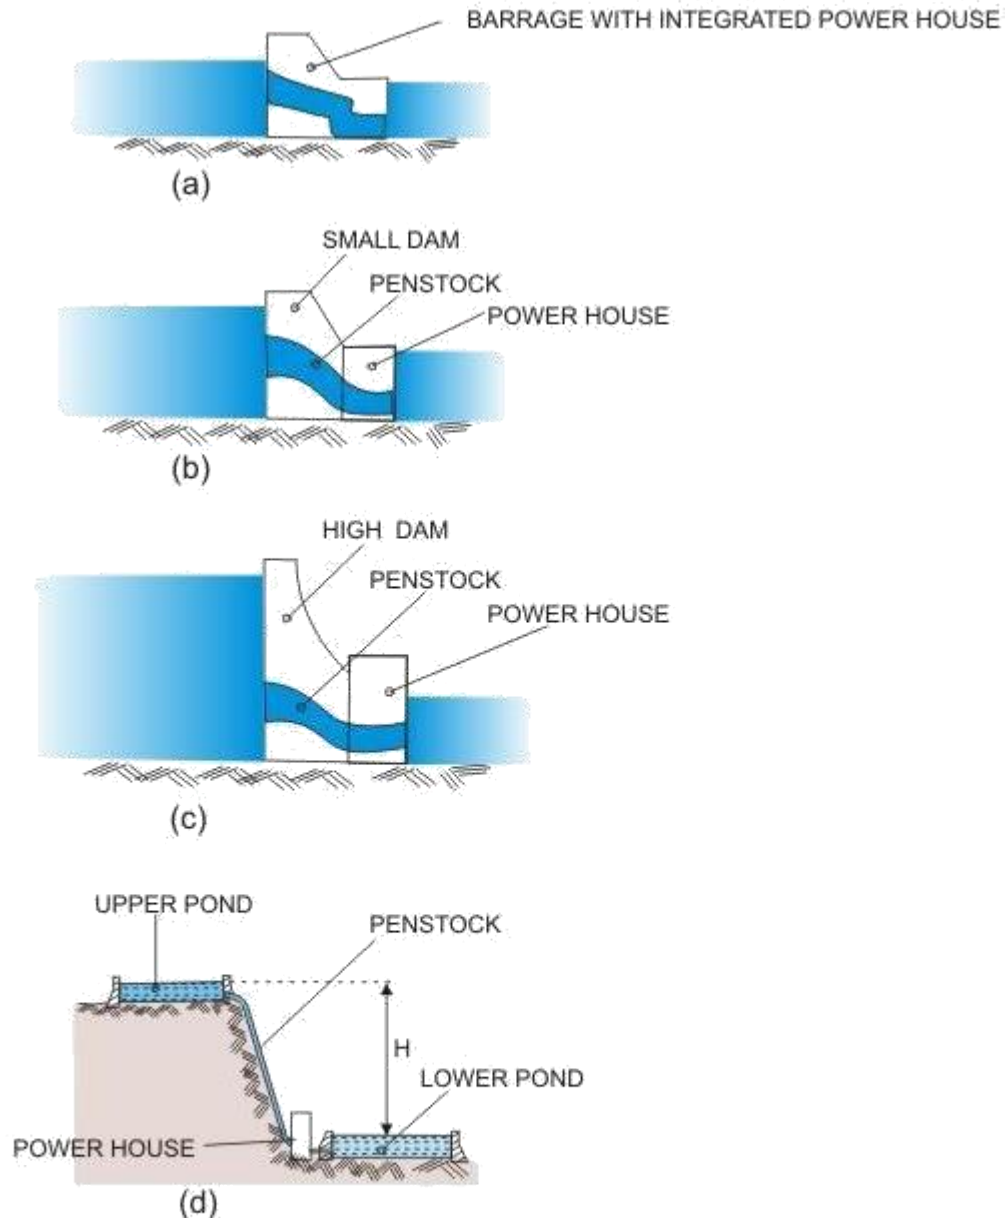 BARRAGE WITH INTEGRATED POWER HOUSE
(a)
SMALL DAM
PENSTOCK
POWER HOUSE
(b)
HIGH DAM
PENSTOCK
POWER HOUSE
(c)
UPPER POND
PENSTOCK
H
LOWER POND
POWER HOUSE
(d)